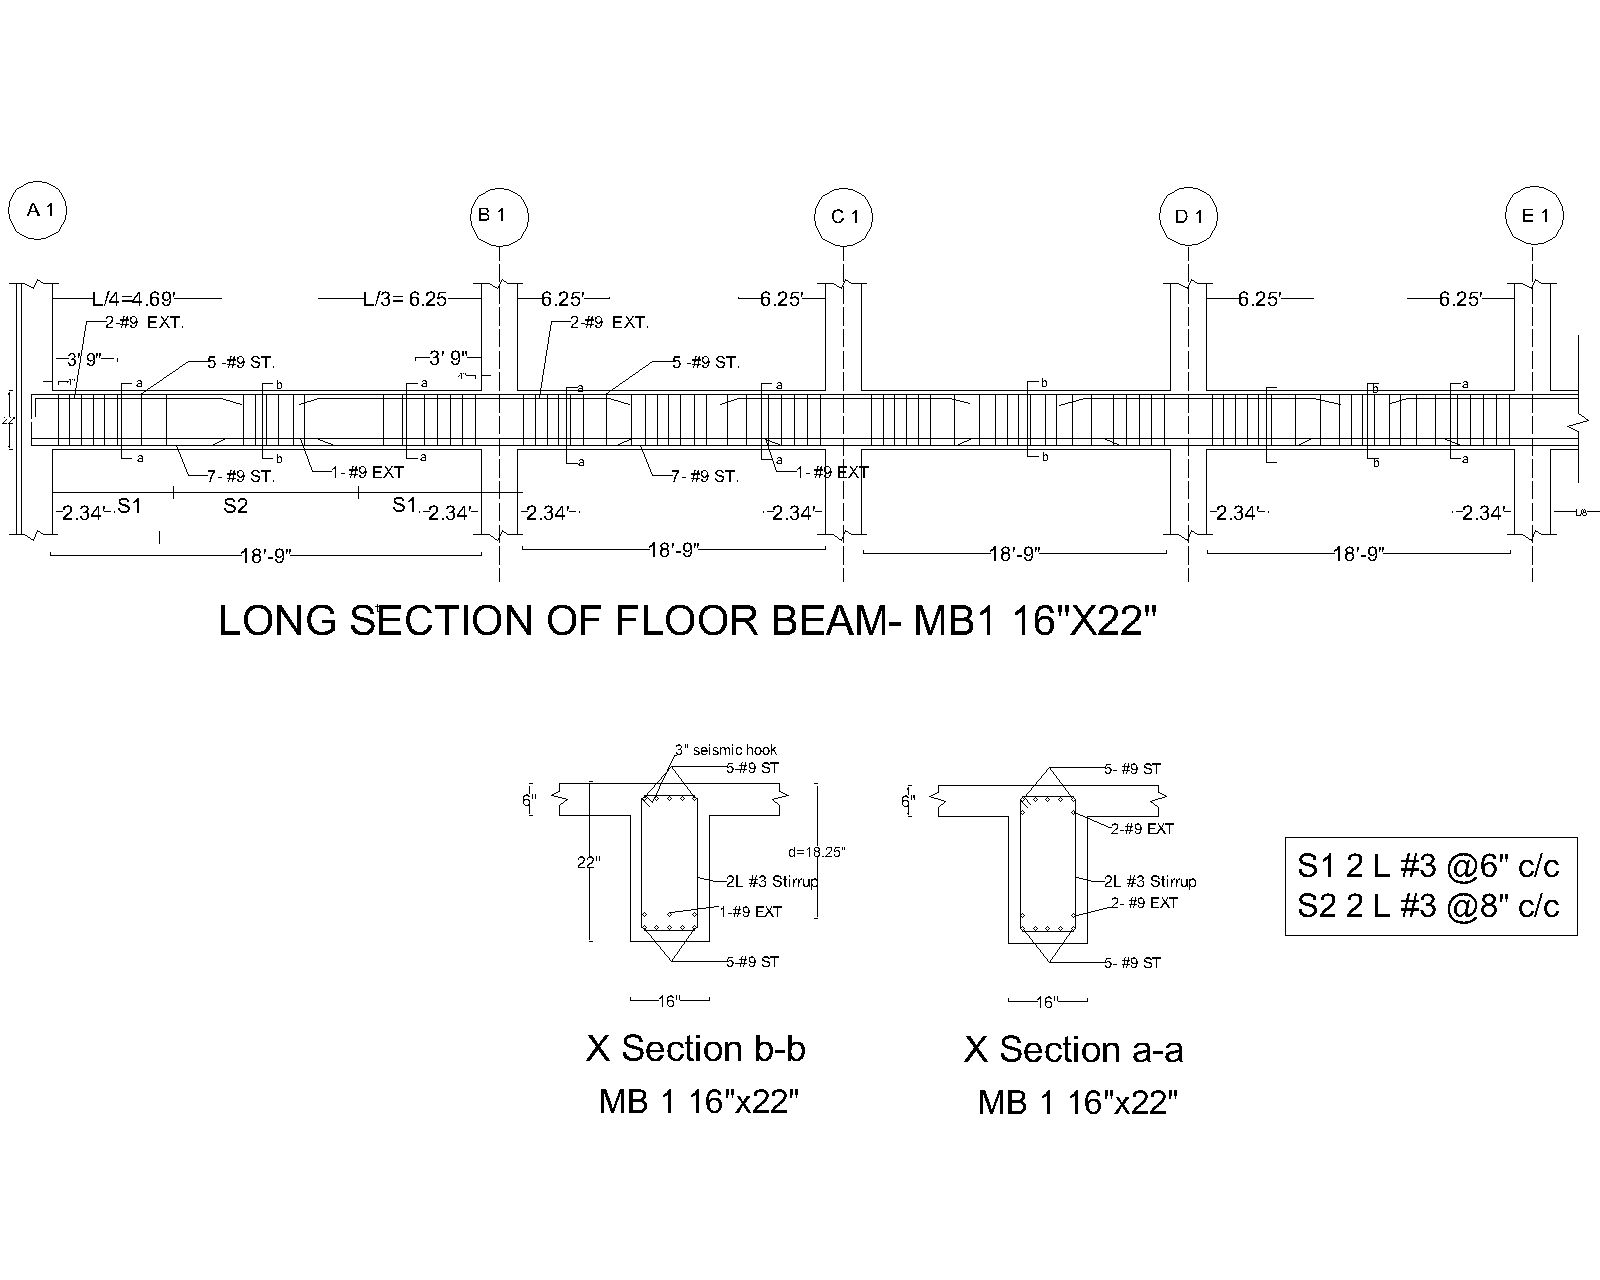 A 1
B 1
C 1
D 1
E 1
L/4=4.69'
L/3= 6.25
6.25'
6.25'
6.25'
6.25'
2-#9 EXT.
2-#9 EXT.
3' 9"
5 -#9 ST.
3' 9"
5 -#9 ST.
a
b
a
a
a
b
b
a
22"
a
b
a
a
a
b
b
a
7- #9 ST.
1- #9 EXT
7- #9 ST.
1- #9 EXT
S1
S2
S1
2.34'
2.34'
2.34'
2.34'
2.34'
2.34'
L/8
18'-9"
18'-9"
18'-9"
18'-9"
LONG SECTION OF FLOOR BEAM- MB1 16"X22"
3" seismic hook
5-#9 ST
6"
22"
d=18.25"
2L #3 Stirrup
1-#9 EXT
5-#9 ST
16"
X Section b-b
MB 1 16"x22"
5- #9 ST
6"
2-#9 EXT
2L #3 Stirrup
2- #9 EXT
5- #9 ST
16"
X Section a-a
MB 1 16"x22"
S1 2 L #3 @6" c/c
S2 2 L #3 @8" c/c